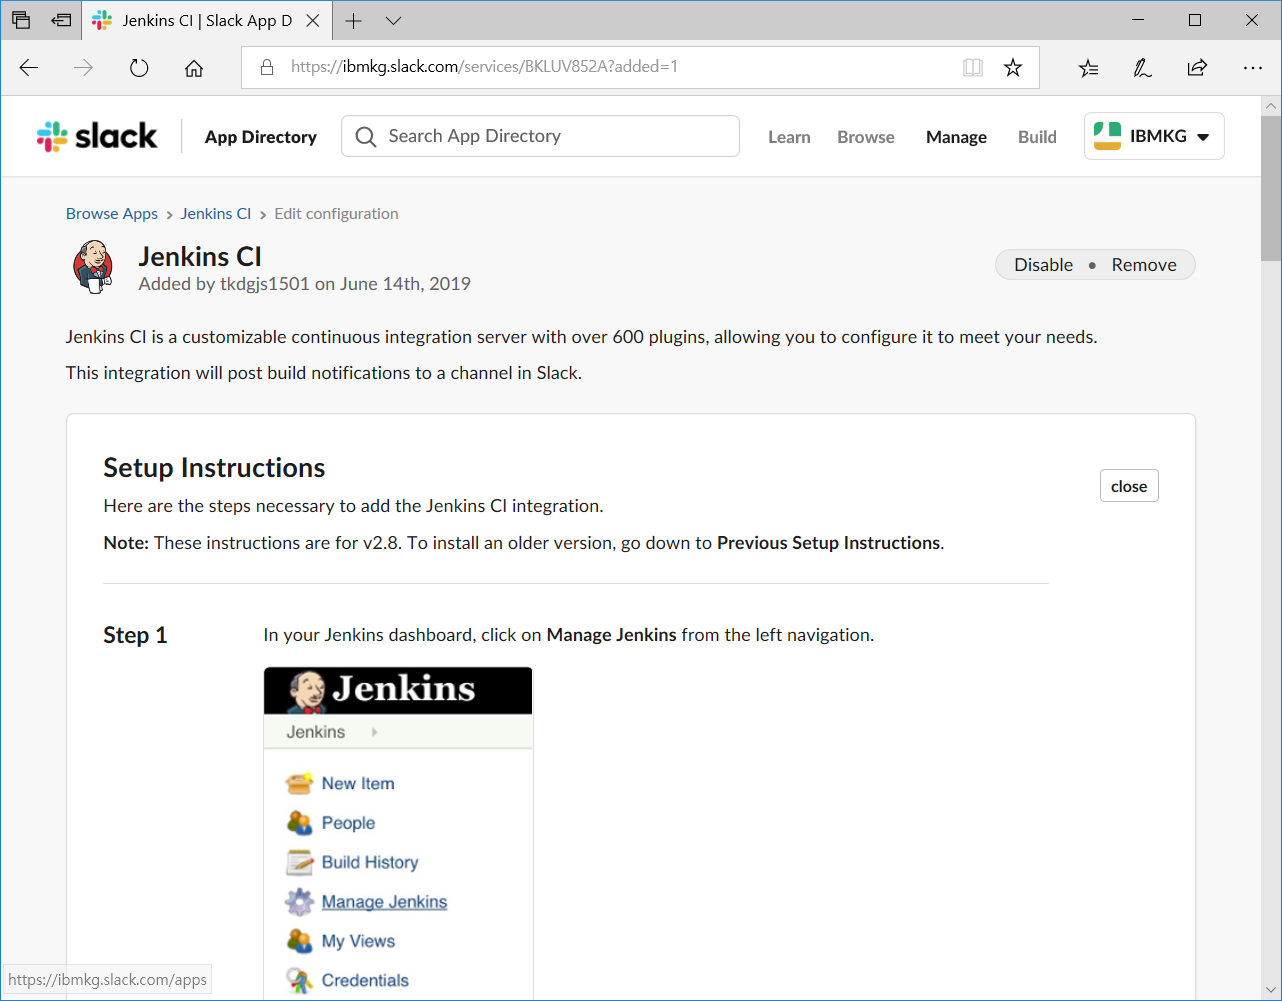 Jenkins CI | Slack App D
https://ibmkg.slack.com/services/BKLUV852A?added=1
slack App Directory Search App Directory Learn Browse Manage Build IBMKG
Browse Apps › Jenkins CI › Edit configuration
Jenkins CI
Added by tkdgjs1501 on June 14th, 2019
Disable • Remove
Jenkins CI is a customizable continuous integration server with over 600 plugins, allowing you to configure it to meet your needs.
This integration will post build notifications to a channel in Slack.
Setup Instructions
close
Here are the steps necessary to add the Jenkins CI integration.
Note: These instructions are for v2.8. To install an older version, go down to Previous Setup Instructions.
Step 1 In your Jenkins dashboard, click on Manage Jenkins from the left navigation.
Jenkins
Jenkins
New Item
People
Build History
Manage Jenkins
My Views
Credentials
https://ibmkg.slack.com/apps